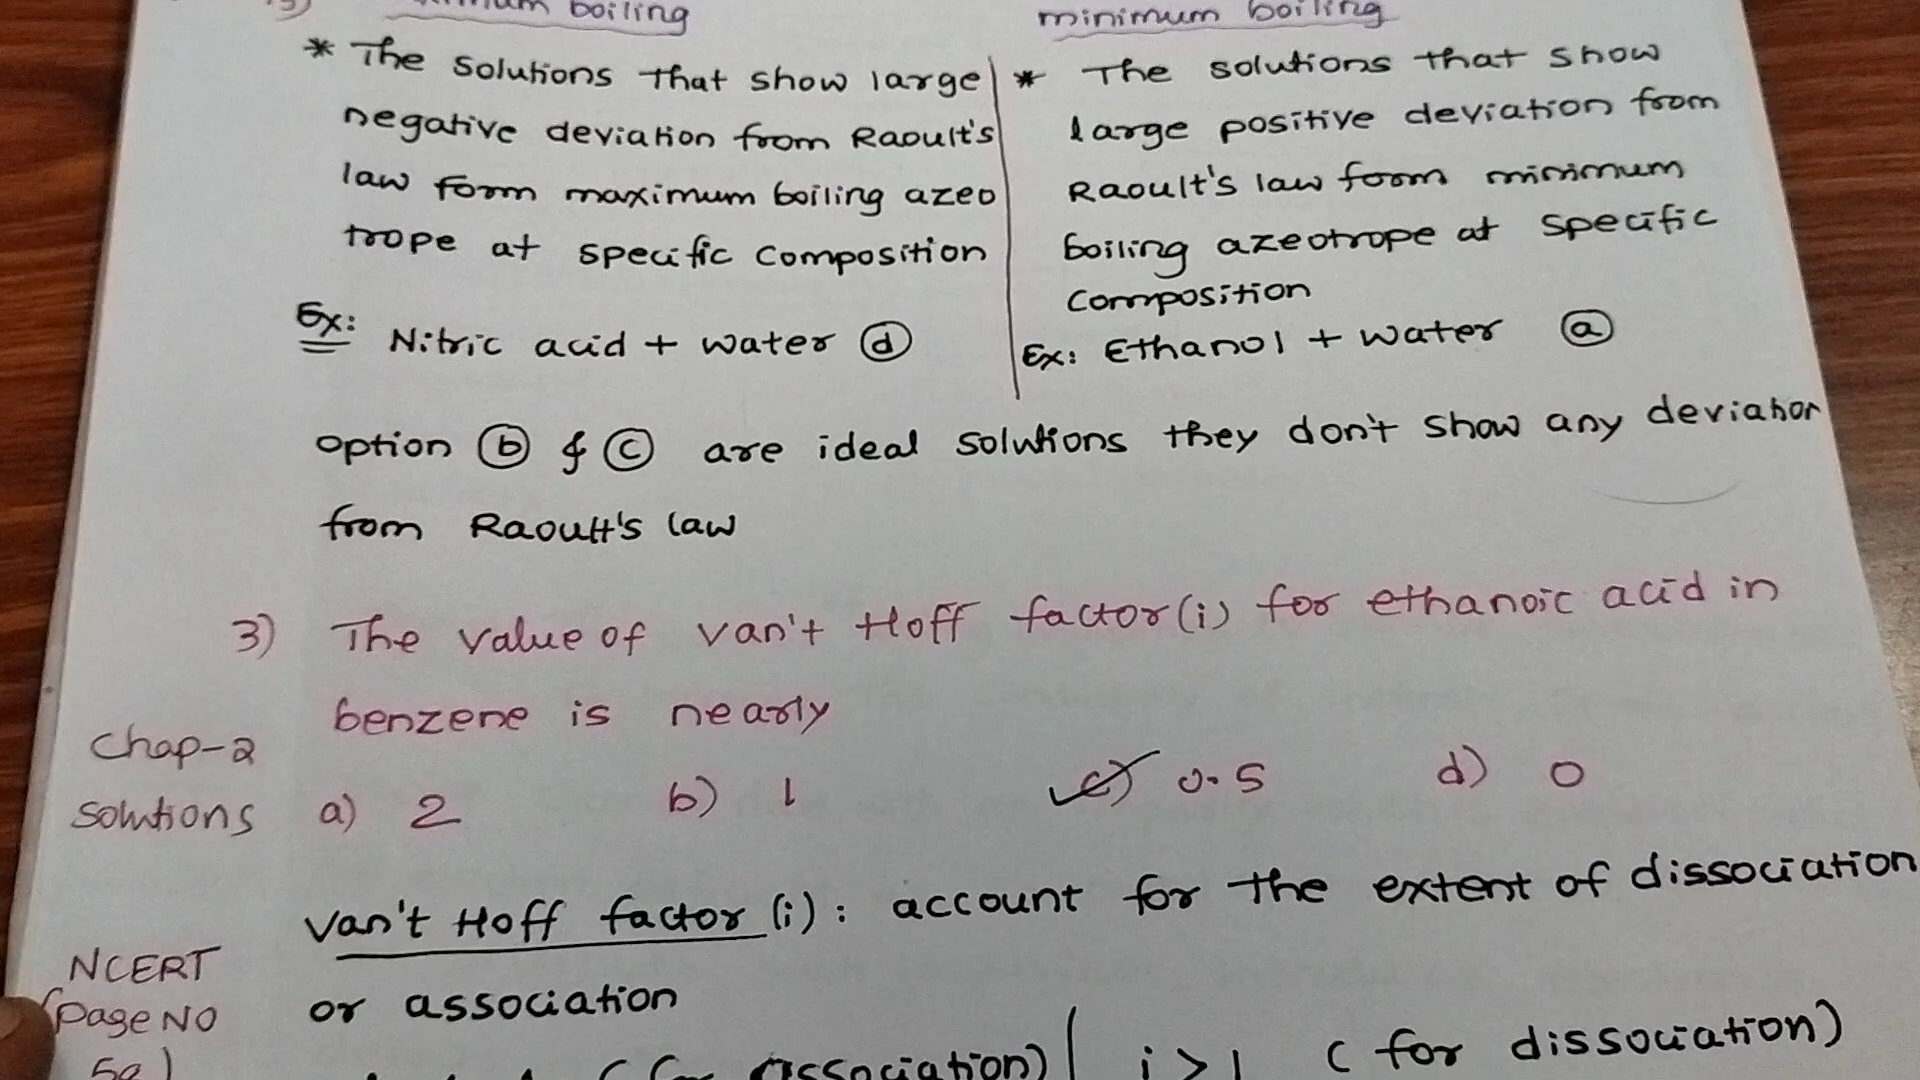 boiling
minimum boiling
* The solutions that show large
negative deviation from Raoult's
law form maximum boiling azeo
trope at specific composition
Ex: Nitric acid + water ⓓ
* The solutions that show
large positive deviation from
Raoult's law form minimum
boiling azeotrope at specific
composition
Ex: Ethanol + water ⓐ
option ⓑ & ⓒ are ideal solutions they don't show any deviation
from Raoult's law
3) The value of van't Hoff factor (i) for ethanoic acid in
benzene is nearly
Chap-2
Solutions
a) 2 b) 1 c) 0.5 d) 0
Van't Hoff factor (i): account for the extent of dissociation
or association
NCERT
(Page NO
(for association) | i > 1 (for dissociation)